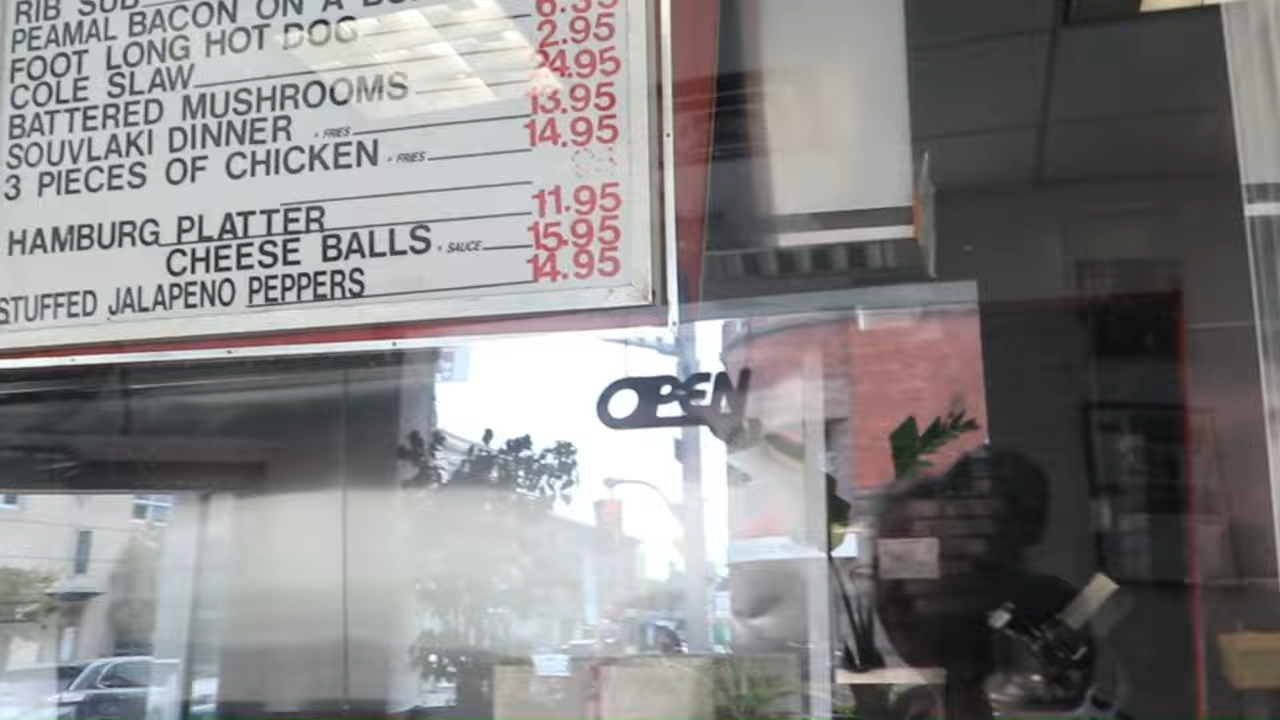 RIB SUB
PEAMAL BACON ON A
FOOT LONG HOT DOG
COLE SLAW 2.95
BATTERED MUSHROOMS
SOUVLAKI DINNER • FRIES 13.95
3 PIECES OF CHICKEN • FRIES 14.95
HAMBURG PLATTER 11.95
CHEESE BALLS • SAUCE 15.95
STUFFED JALAPENO PEPPERS 14.95
OPEN